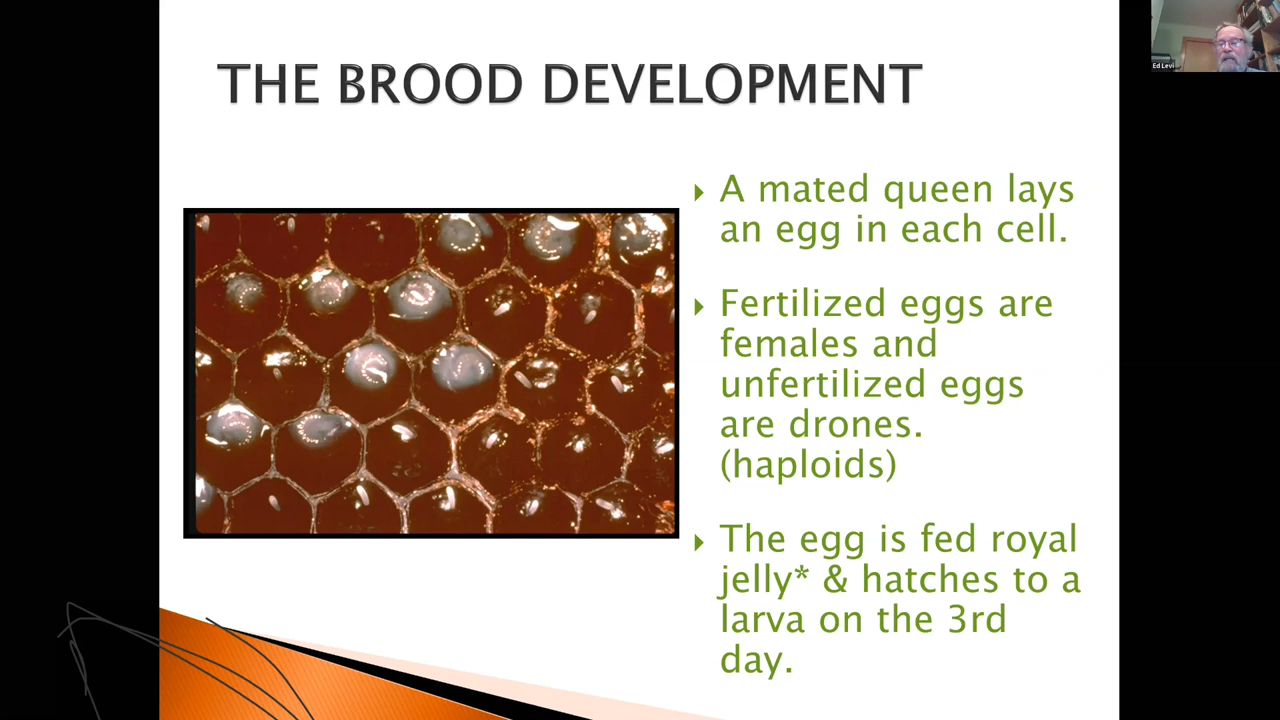 THE BROOD DEVELOPMENT
Ed Levi
A mated queen lays
an egg in each cell.
Fertilized eggs are
females and
unfertilized eggs
are drones.
(haploids)
The egg is fed royal
jelly* & hatches to a
larva on the 3rd
day.